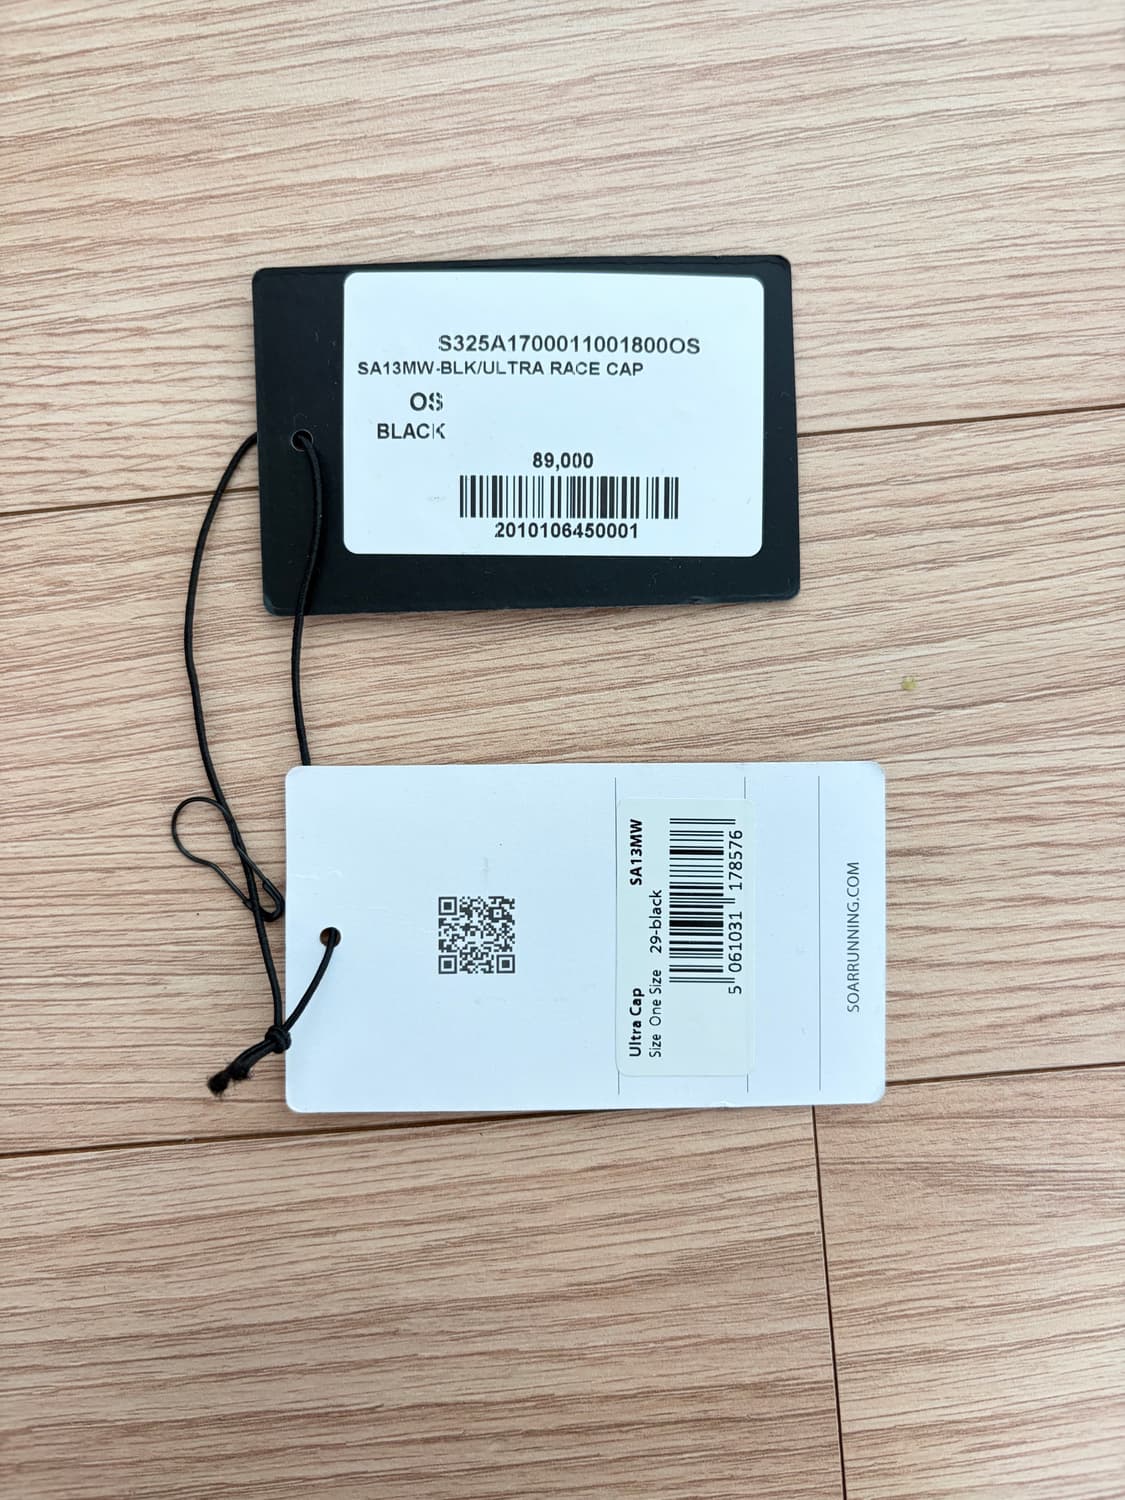 S325A1700011001800OS
SA13MW-BLK/ULTRA RACE CAP
OS
BLACK
89,000
2010106450001
Ultra Cap SA13MW
Size One Size 29-black
5 061031 178576
SOARRUNNING.COM